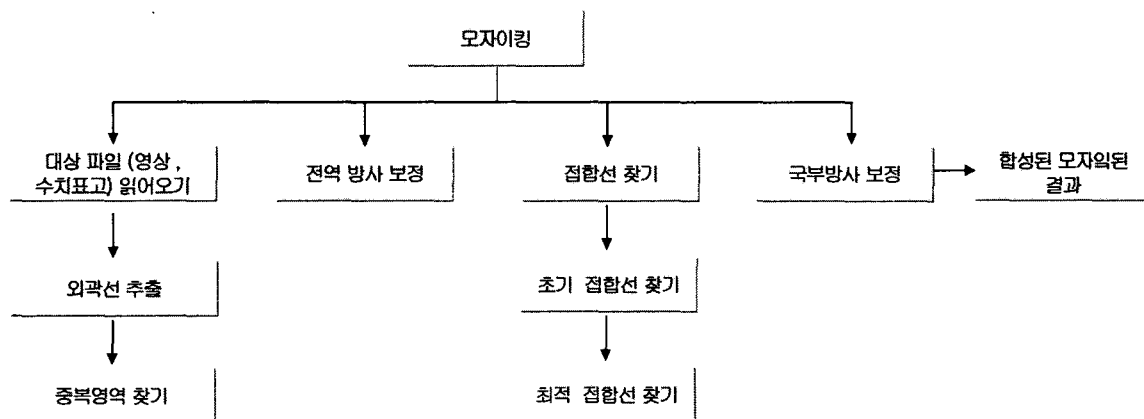 모자이킹
대상 파일 (영상 ,
수치표고) 읽어오기
전역 방사 보정
접합선 찾기
국부방사 보정
합성된 모자익된
결과
외곽선 추출
초기 접합선 찾기
중복영역 찾기
최적 접합선 찾기